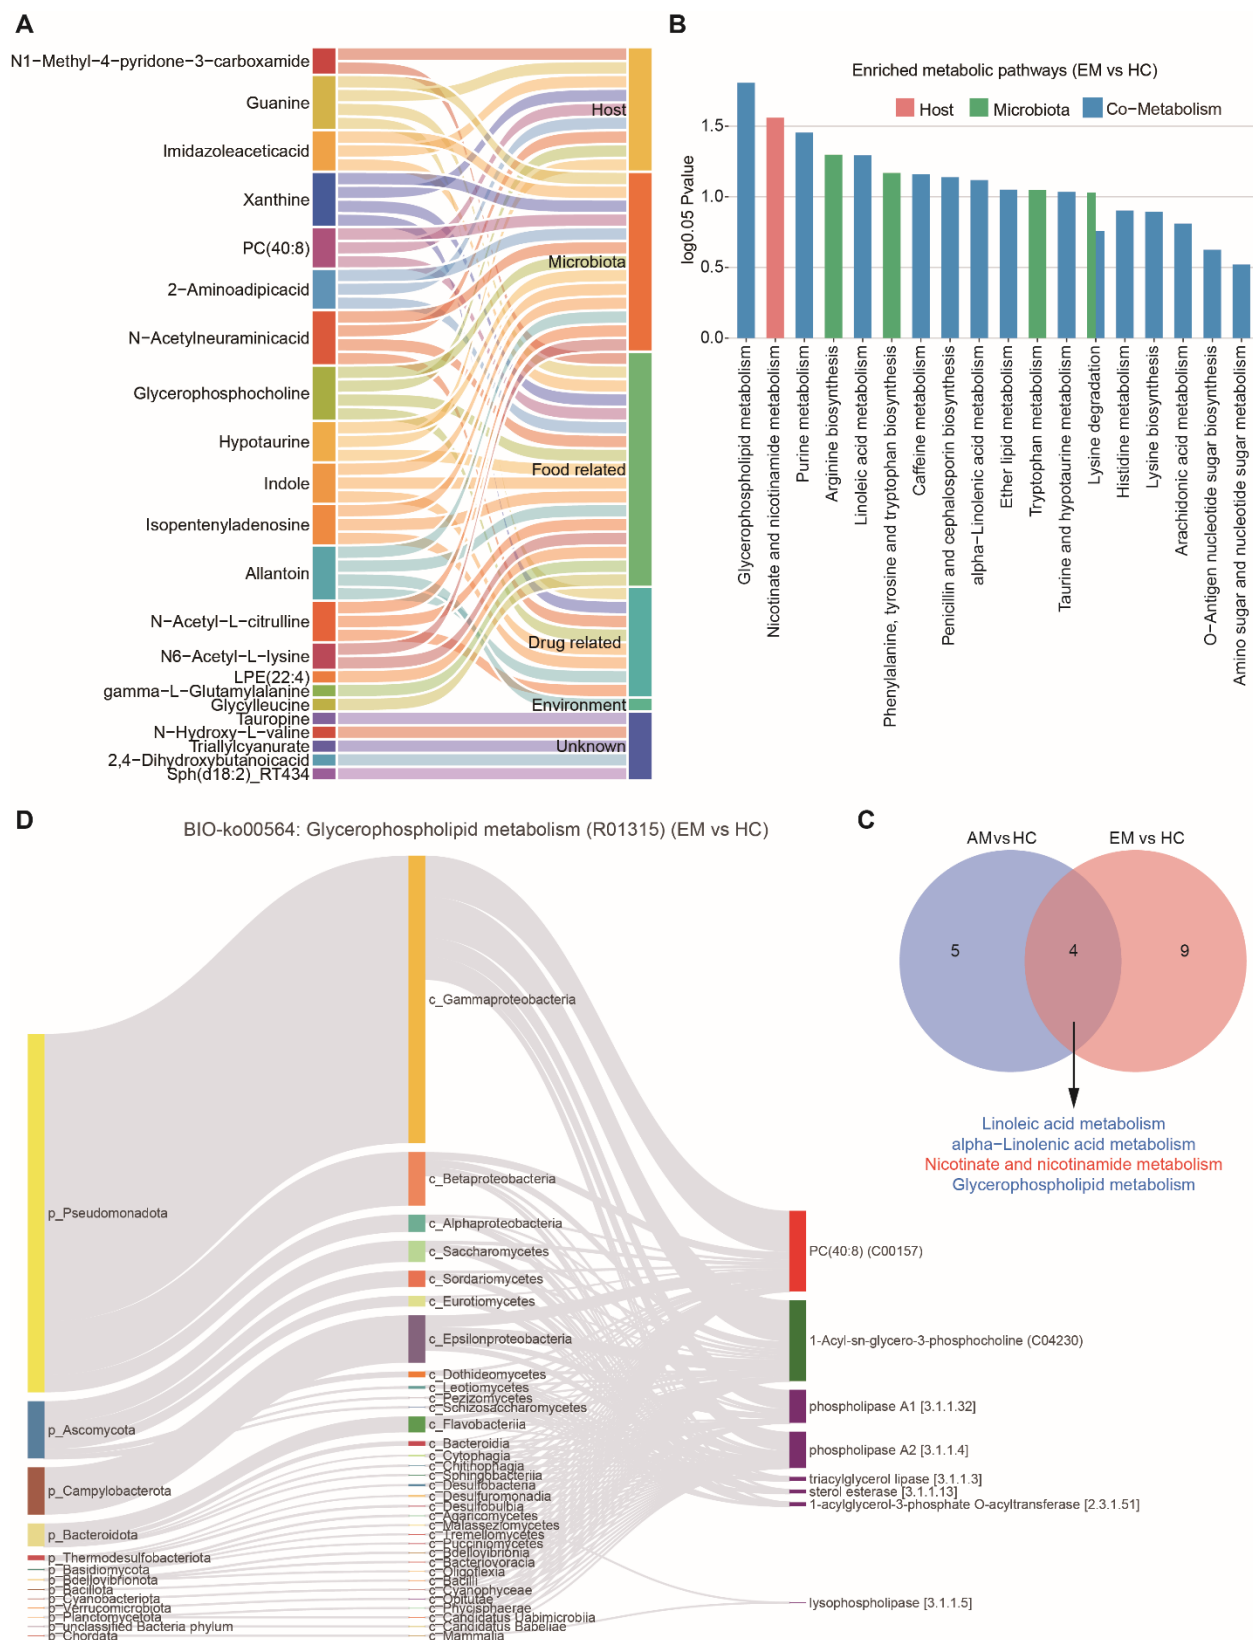 A
N1−Methyl−4−pyridone−3−carboxamide
Guanine
Imidazoleaceticacid
Xanthine
PC(40:8)
2−Aminoadipicacid
N−Acetylneuraminicacid
Glycerophosphocholine
Hypotaurine
Indole
Isopentenyladenosine
Allantoin
N−Acetyl−L−citrulline
N6−Acetyl−L−lysine
LPE(22:4)
gamma−L−Glutamylalanine
Glycylleucine
Tauropine
N−Hydroxy−L−valine
Triallylcyanurate
2,4−Dihydroxybutanoicacid
Sph(d18:2)_RT434
Host
Microbiota
Food related
Drug related
Environment
Unknown
B
Enriched metabolic pathways (EM vs HC)
Host
Microbiota
Co−Metabolism
log0.05 Pvalue
1.5
1.0
0.5
0.0
Glycerophospholipid metabolism
Nicotinate and nicotinamide metabolism
Purine metabolism
Arginine biosynthesis
Linoleic acid metabolism
Phenylalanine, tyrosine and tryptophan biosynthesis
Caffeine metabolism
Penicillin and cephalosporin biosynthesis
alpha−Linolenic acid metabolism
Ether lipid metabolism
Tryptophan metabolism
Taurine and hypotaurine metabolism
Lysine degradation
Histidine metabolism
Lysine biosynthesis
Arachidonic acid metabolism
O−Antigen nucleotide sugar biosynthesis
Amino sugar and nucleotide sugar metabolism
D
BIO-ko00564: Glycerophospholipid metabolism (R01315) (EM vs HC)
p_Pseudomonadota
p_Ascomycota
p_Campylobacterota
p_Bacteroidota
p_Thermodesulfobacteriota
p_Basidiomycota
p_Bdellovibrionota
p_Bacillota
p_Cyanobacteriota
p_Verrucomicrobiota
p_Planctomycetota
p_unclassified Bacteria phylum
p_Chordata
c_Gammaproteobacteria
c_Betaproteobacteria
c_Alphaproteobacteria
c_Saccharomycetes
c_Sordariomycetes
c_Eurotiomycetes
c_Epsilonproteobacteria
c_Dothideomycetes
c_Leotiomycetes
c_Pezizomycetes
c_Schizosaccharomycetes
c_Flavobacteriia
c_Bacteroidia
c_Cytophagia
c_Chitinophagia
c_Sphingobacteriia
c_Desulfobacteria
c_Desulfuromonadia
c_Desulfobulbia
c_Agaricomycetes
c_Malasseziomycetes
c_Tremellomycetes
c_Pucciniomycetes
c_Bdellovibrionia
c_Bacteriovoracia
c_Oligoflexia
c_Bacilli
c_Cyanophyceae
c_Opitutae
c_Phycisphaerae
c_Candidatus Uabimicrobiia
c_Candidatus Babeliae
c_Mammalia
PC(40:8) (C00157)
1-Acyl-sn-glycero-3-phosphocholine (C04230)
phospholipase A1 [3.1.1.32]
phospholipase A2 [3.1.1.4]
triacylglycerol lipase [3.1.1.3]
sterol esterase [3.1.1.13]
1-acylglycerol-3-phosphate O-acyltransferase [2.3.1.51]
lysophospholipase [3.1.1.5]
C
AM vs HC
EM vs HC
5
4
9
Linoleic acid metabolism
alpha−Linolenic acid metabolism
Nicotinate and nicotinamide metabolism
Glycerophospholipid metabolism